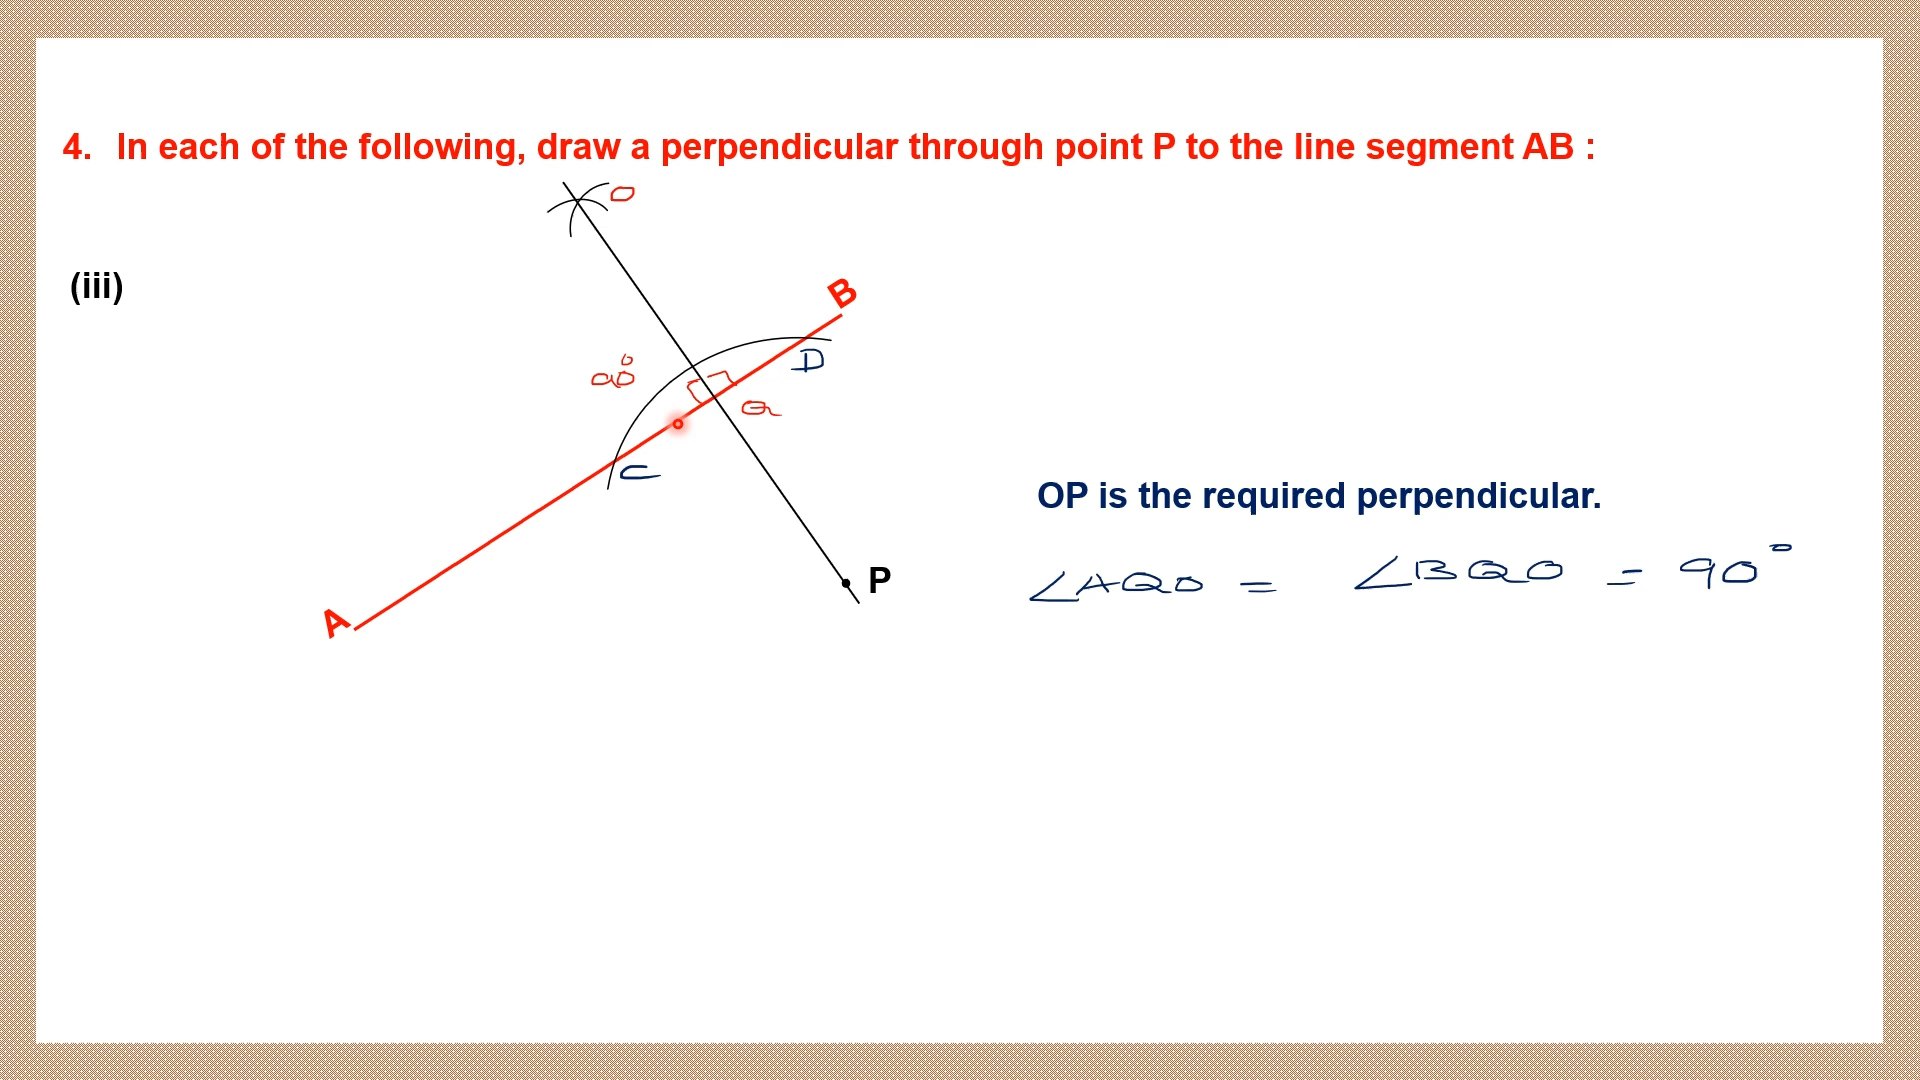 4. In each of the following, draw a perpendicular through point P to the line segment AB :
O
(iii)
B
90°
D
Q
C
OP is the required perpendicular.
P
∠AQO = ∠BQO = 90°
A